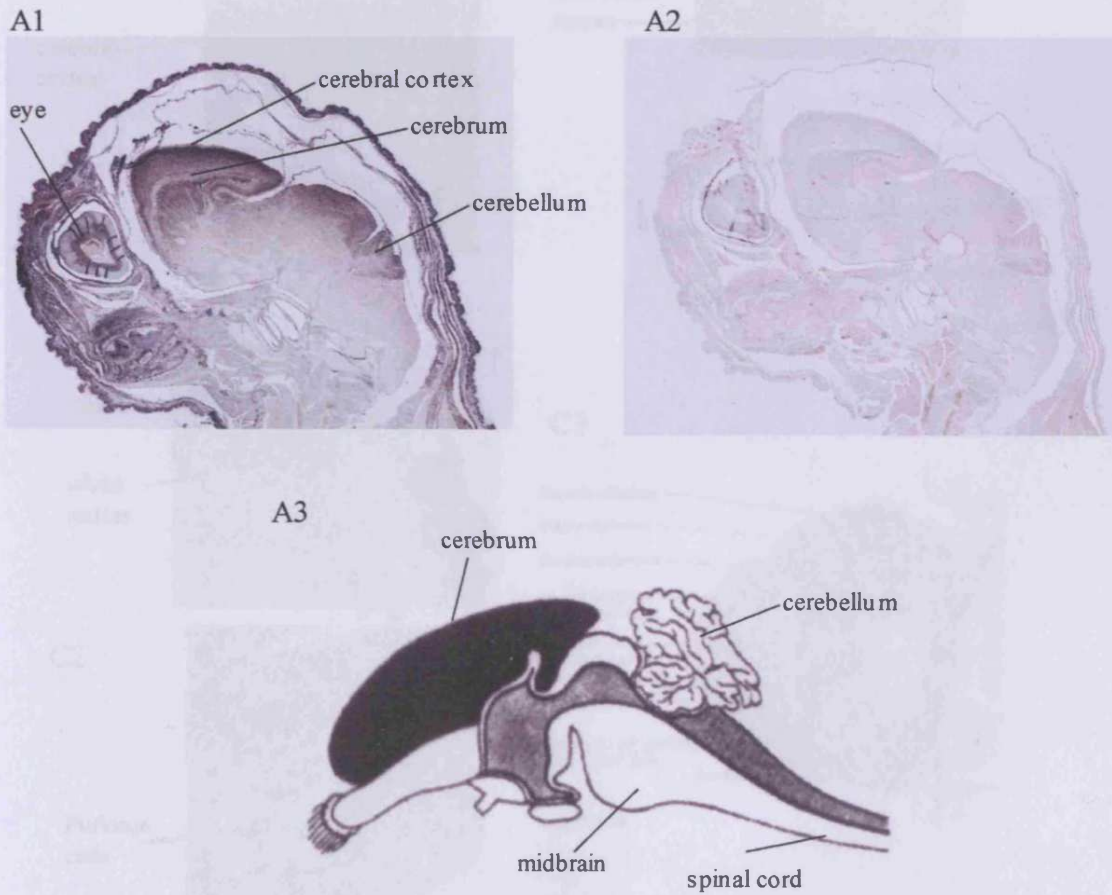 A1
A2
cerebral cortex
eye
cerebrum
cerebellum
A3
cerebrum
cerebellum
midbrain
spinal cord